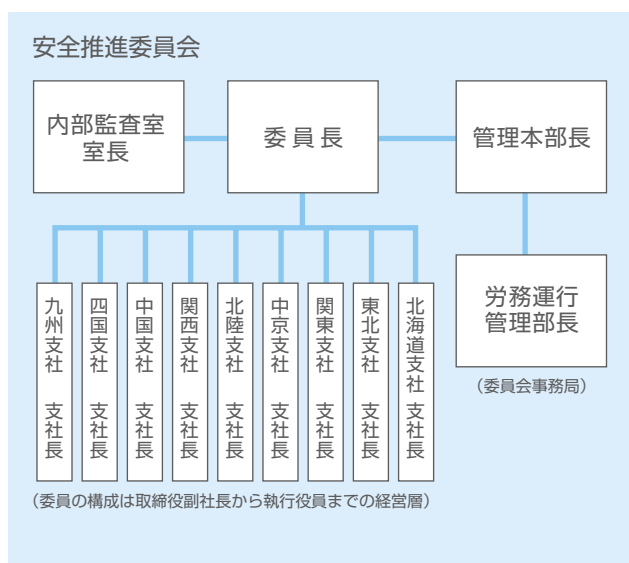 安全推進委員会
内部監査室
室長
委員長
管理本部長
労務運行
管理部長
(委員会事務局)
九州支社 支社長
四国支社 支社長
中国支社 支社長
関西支社 支社長
北陸支社 支社長
中京支社 支社長
関東支社 支社長
東北支社 支社長
北海道支社 支社長
(委員の構成は取締役副社長から執行役員までの経営層)